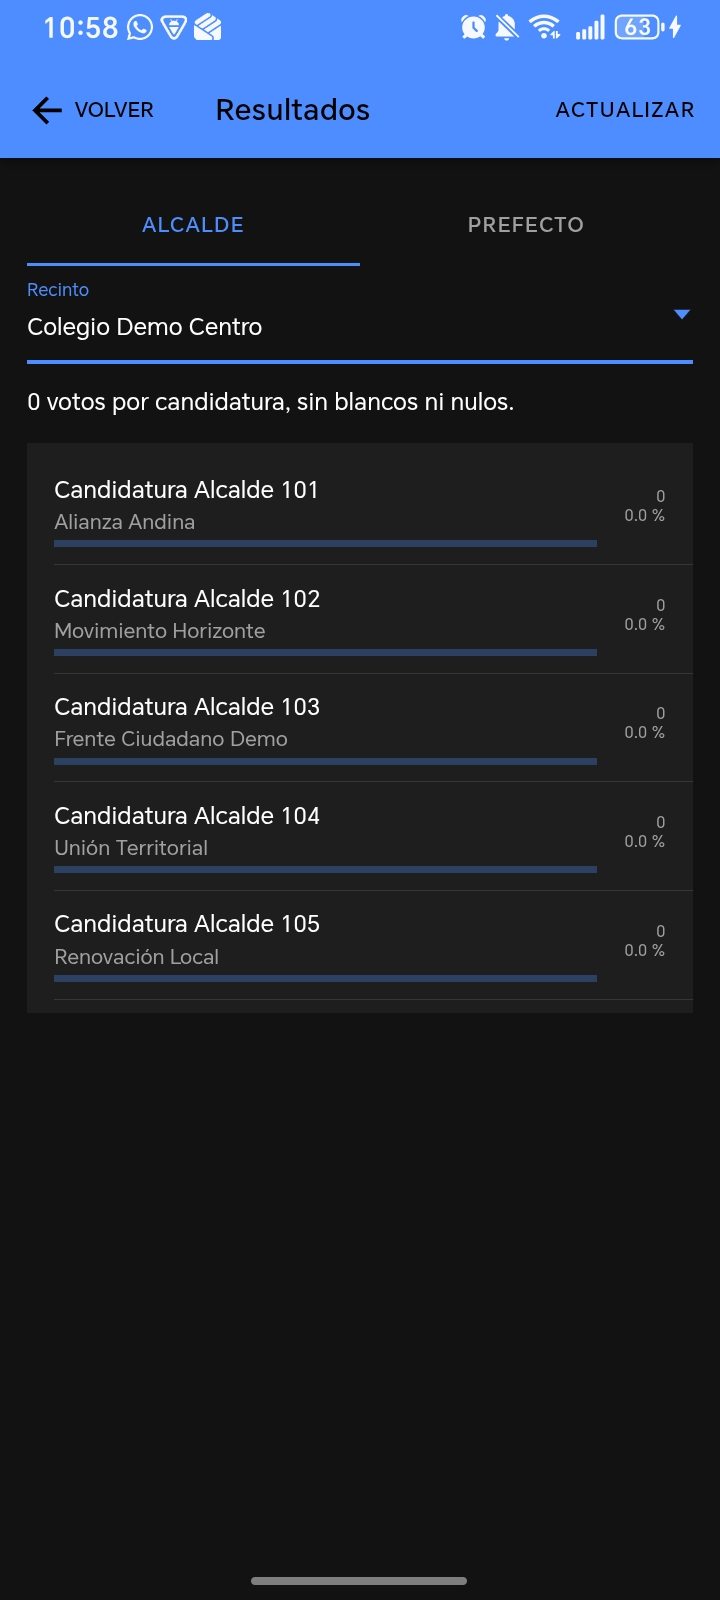 10:58 63
VOLVER Resultados ACTUALIZAR
ALCALDE PREFECTO
Recinto
Colegio Demo Centro
0 votos por candidatura, sin blancos ni nulos.
Candidatura Alcalde 101
0
Alianza Andina
0.0 %
Candidatura Alcalde 102
0
Movimiento Horizonte
0.0 %
Candidatura Alcalde 103
0
Frente Ciudadano Demo
0.0 %
Candidatura Alcalde 104
0
Unión Territorial
0.0 %
Candidatura Alcalde 105
0
Renovación Local
0.0 %